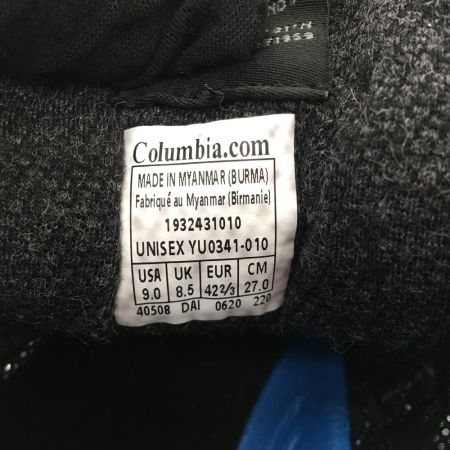 Columbia.com
MADE IN MYANMAR (BURMA)
Fabriqué au Myanmar (Birmanie)
1932431010
UNISEX YU0341-010
USA UK EUR CM
9.0 8.5 42⅔ 27.0
40508 DAI 0620 220